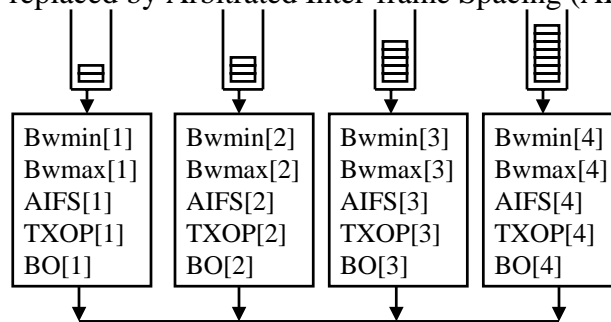 replaced by Arbitrated Inter-frame Spacing (AI
Bwmin[1]
Bwmax[1]
AIFS[1]
TXOP[1]
BO[1]
Bwmin[2]
Bwmax[2]
AIFS[2]
TXOP[2]
BO[2]
Bwmin[3]
Bwmax[3]
AIFS[3]
TXOP[3]
BO[3]
Bwmin[4]
Bwmax[4]
AIFS[4]
TXOP[4]
BO[4]